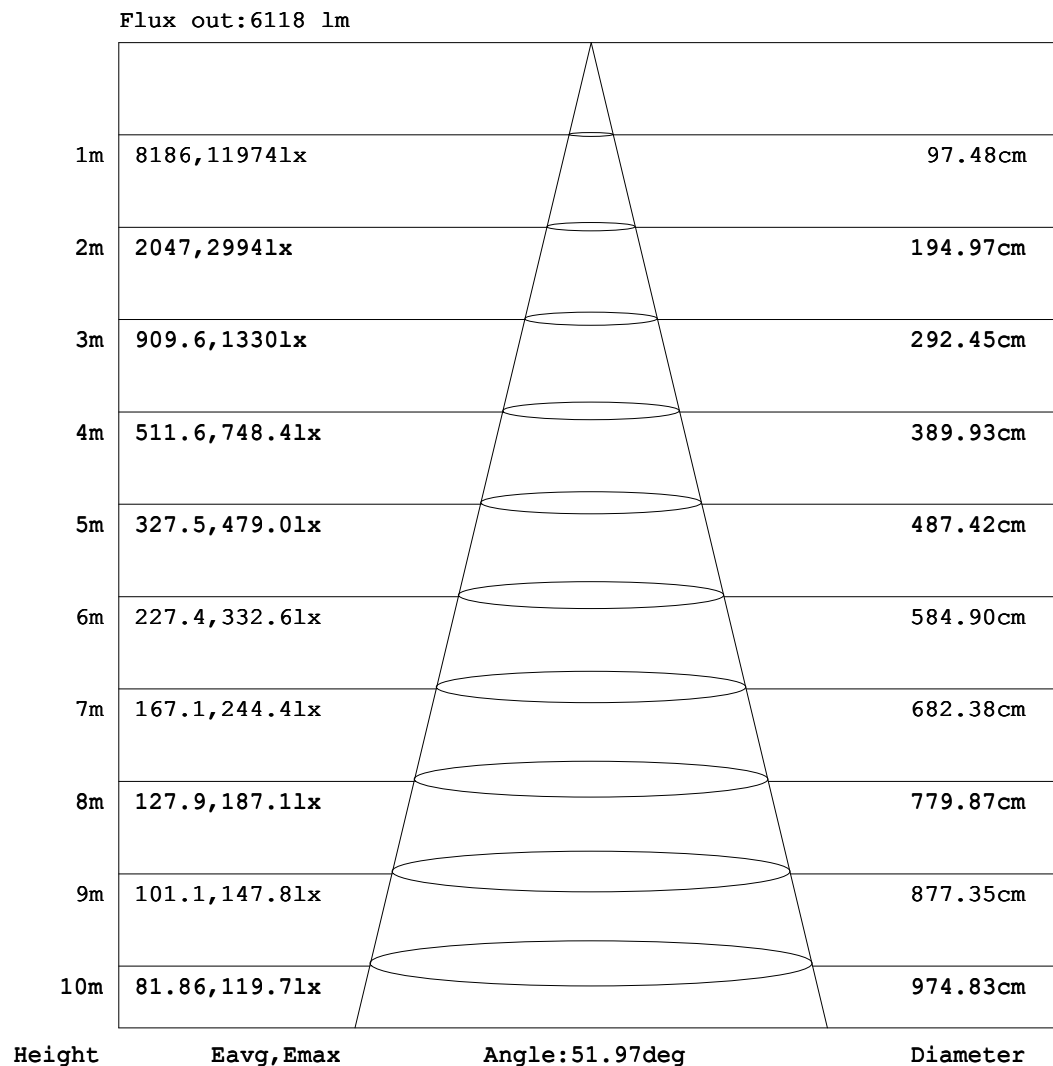 Flux out:6118 lm
1m 8186,11974lx 97.48cm
2m 2047,2994lx 194.97cm
3m 909.6,1330lx 292.45cm
4m 511.6,748.4lx 389.93cm
5m 327.5,479.0lx 487.42cm
6m 227.4,332.6lx 584.90cm
7m 167.1,244.4lx 682.38cm
8m 127.9,187.1lx 779.87cm
9m 101.1,147.8lx 877.35cm
10m 81.86,119.7lx 974.83cm
Height Eavg,Emax Angle:51.97deg Diameter